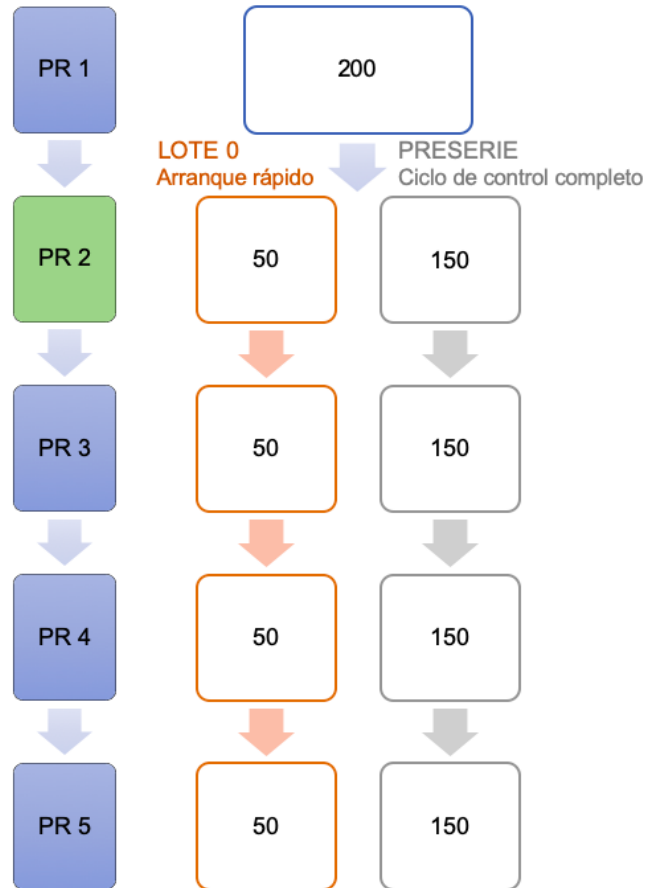 PR 1
200
LOTE 0
Arranque rápido
PRESERIE
Ciclo de control completo
PR 2
50
150
PR 3
50
150
PR 4
50
150
PR 5
50
150